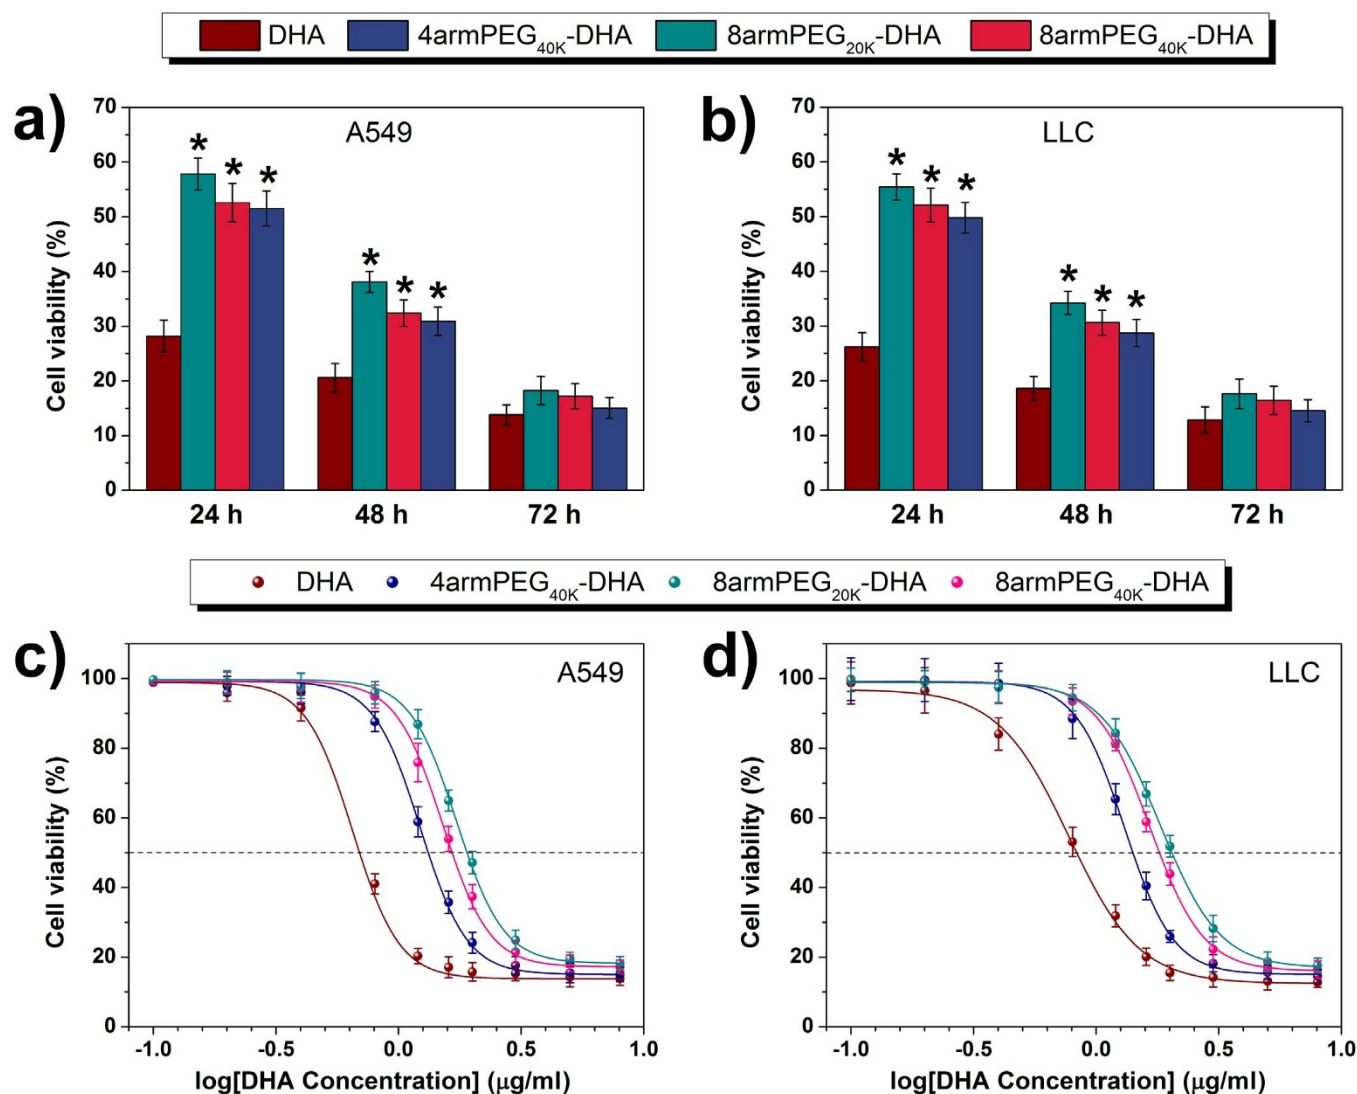 DHA 4armPEG40K-DHA 8armPEG20K-DHA 8armPEG40K-DHA
a)
A549
Cell viability (%)
70
60
50
40
30
20
10
0
* * *
* * *
24 h 48 h 72 h
b)
LLC
Cell viability (%)
70
60
50
40
30
20
10
0
* * *
* * *
24 h 48 h 72 h
DHA 4armPEG40K-DHA 8armPEG20K-DHA 8armPEG40K-DHA
c)
A549
Cell viability (%)
100
80
60
40
20
0
-1.0 -0.5 0.0 0.5 1.0
log[DHA Concentration] (μg/ml)
d)
LLC
Cell viability (%)
100
80
60
40
20
0
-1.0 -0.5 0.0 0.5 1.0
log[DHA Concentration] (μg/ml)